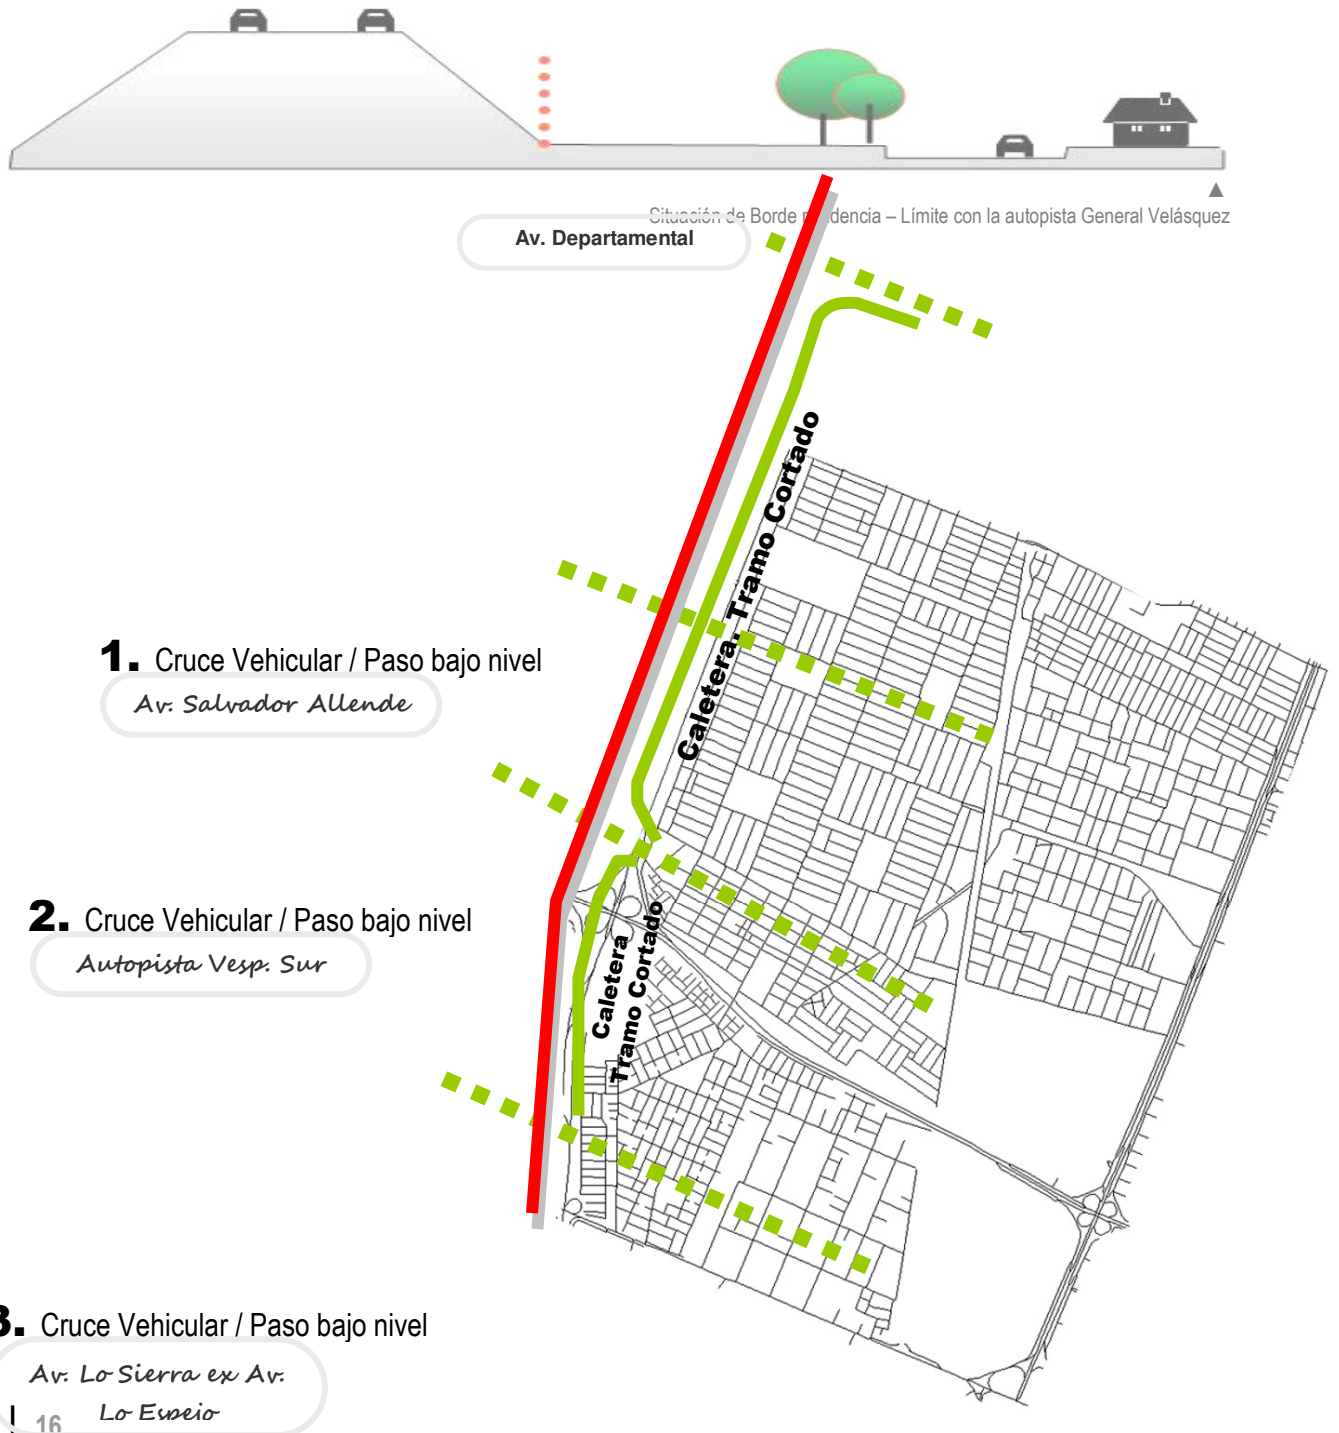 Situación de Borde residencia – Límite con la autopista General Velásquez
Av. Departamental
Caletera, Tramo Cortado
1. Cruce Vehicular / Paso bajo nivel
Av. Salvador Allende
2. Cruce Vehicular / Paso bajo nivel
Autopista Vesp. Sur
Caletera
Tramo Cortado
3. Cruce Vehicular / Paso bajo nivel
Av. Lo Sierra ex Av.
Lo Espejo
16